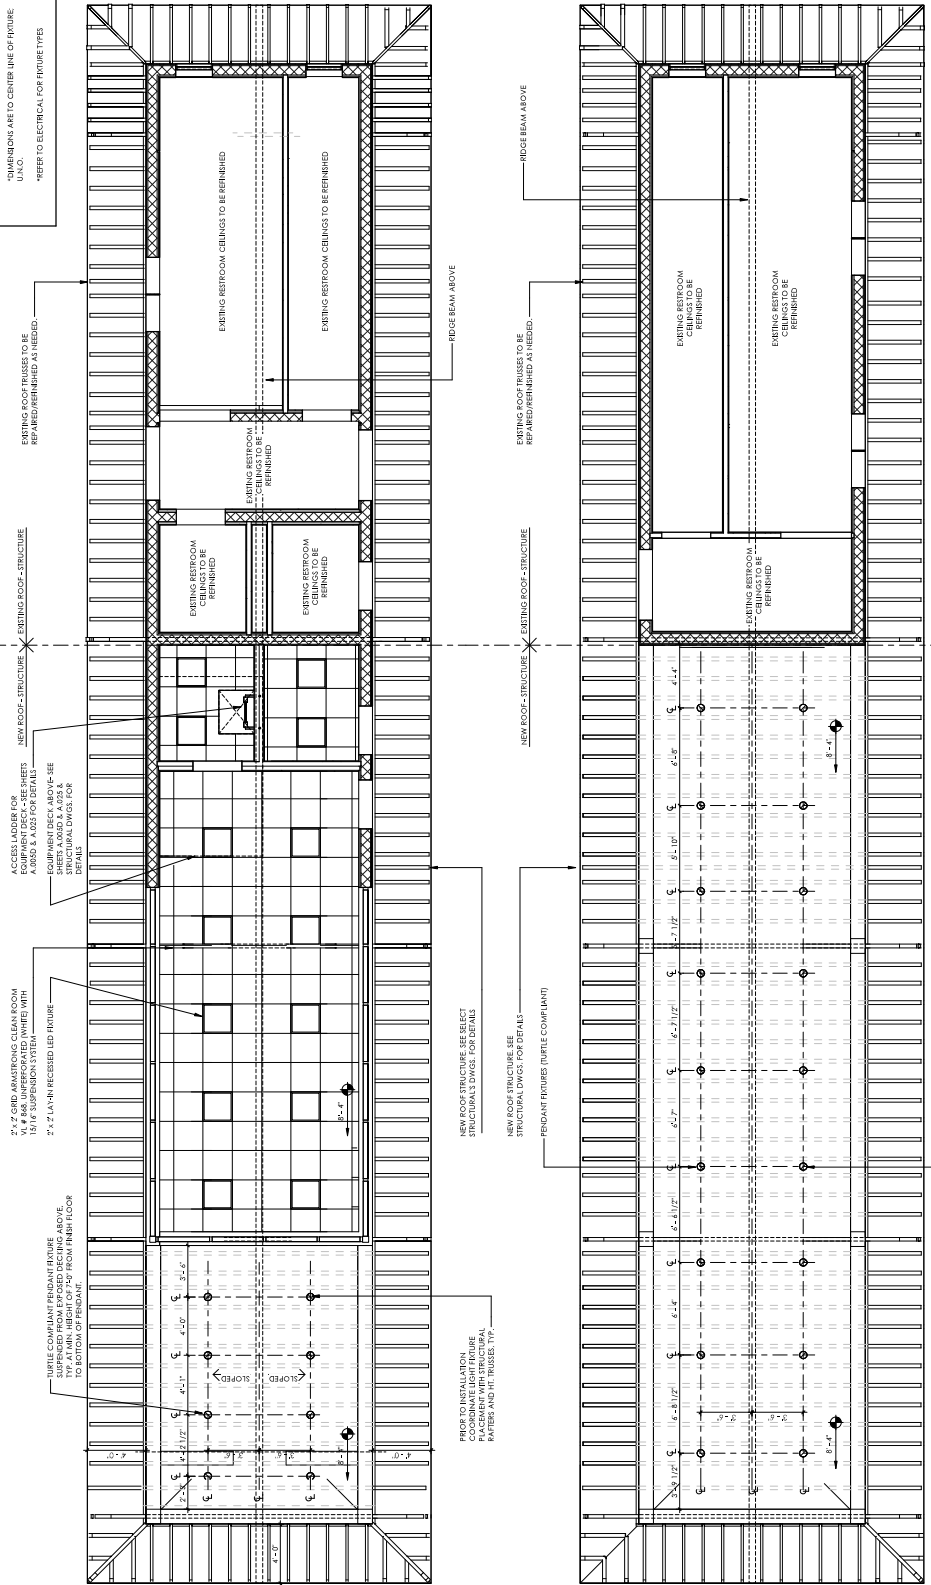 *DIMENSIONS ARE TO CENTER LINE OF FIXTURE,
U.N.O.
*REFER TO ELECTRICAL FOR FIXTURE TYPES
EXISTING ROOF TRUSSES TO BE
REPAIRED/REFINISHED AS NEEDED.
EXISTING ROOF - STRUCTURE
NEW ROOF - STRUCTURE
ACCESS LADDER FOR
EQUIPMENT DECK - SEE SHEETS
A.005D & A.025 FOR DETAILS
EQUIPMENT DECK ABOVE- SEE
SHEETS A.005D & A.025 &
STRUCTURAL DWGS. FOR
DETAILS
2' x 2' GRID ARMSTRONG CLEAN ROOM
VL # 868, UNPERFORATED (WHITE) WITH
15/16" SUSPENSION SYSTEM
2' x 2' LAY-IN RECESSED LED FIXTURE
TURTLE COMPLIANT PENDANT FIXTURE
SUSPENDED FROM EXPOSED DECKING ABOVE,
TYP. AT MIN. HEIGHT OF 7'-0" FROM FINISH FLOOR
TO BOTTOM OF PENDANT.
EXISTING RESTROOM CEILINGS TO BE REFINISHED
EXISTING RESTROOM CEILINGS TO BE REFINISHED
EXISTING RESTROOM
CEILINGS TO BE
REFINISHED
EXISTING RESTROOM
CEILINGS TO BE
REFINISHED
EXISTING RESTROOM
CEILINGS TO BE
REFINISHED
RIDGE BEAM ABOVE
8' - 4"
3' - 6"
4' - 0"
4' - 1"
4' - 2 1/2"
SLOPED
SLOPED
4' - 0"
4' - 0"
4' - 0"
NEW ROOF STRUCTURE, SEE SELECT
STRUCTURAL'S DWGS. FOR DETAILS
PRIOR TO INSTALLATION
COORDINATE LIGHT FIXTURE
PLACEMENT WITH STRUCTURAL
RAFTERS AND HT. TRUSSES, TYP.
RIDGE BEAM ABOVE
EXISTING ROOF TRUSSES TO BE
REPAIRED/REFINISHED AS NEEDED.
EXISTING ROOF - STRUCTURE
NEW ROOF - STRUCTURE
NEW ROOF STRUCTURE, SEE
STRUCTURAL DWGS. FOR DETAILS
PENDANT FIXTURES (TURTLE COMPLIANT)
EXISTING RESTROOM
CEILINGS TO BE
REFINISHED
EXISTING RESTROOM
CEILINGS TO BE
REFINISHED
EXISTING RESTROOM
CEILINGS TO BE
REFINISHED
4' - 4"
6' - 8"
5' - 10"
6' - 7 1/2"
6' - 7"
6' - 6 1/2"
6' - 4"
6' - 8 1/2"
3' - 9 1/2"
8' - 4"
8' - 4"